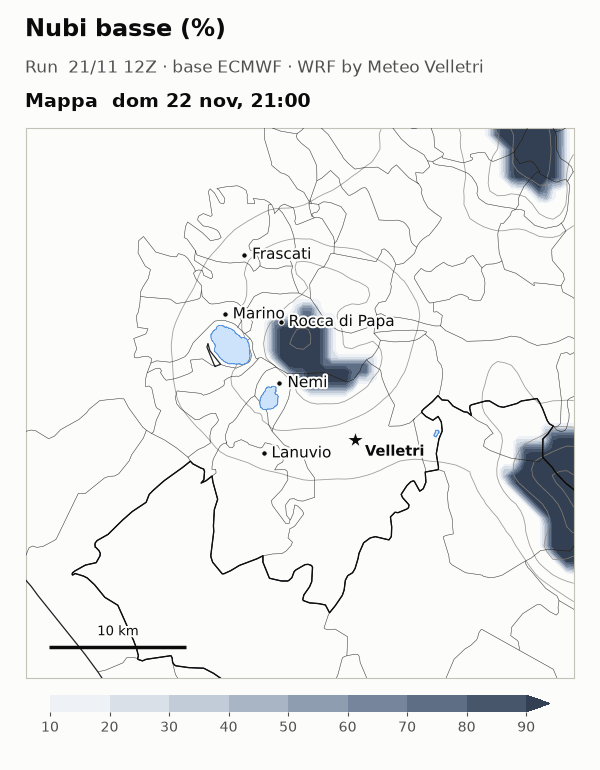 Nubi basse (%)
Run  21/11 12Z · base ECMWF · WRF by Meteo Velletri
Mappa  dom 22 nov, 21:00
Frascati
Marino
Rocca di Papa
Nemi
Velletri
Lanuvio
10 km
10 20 30 40 50 60 70 80 90